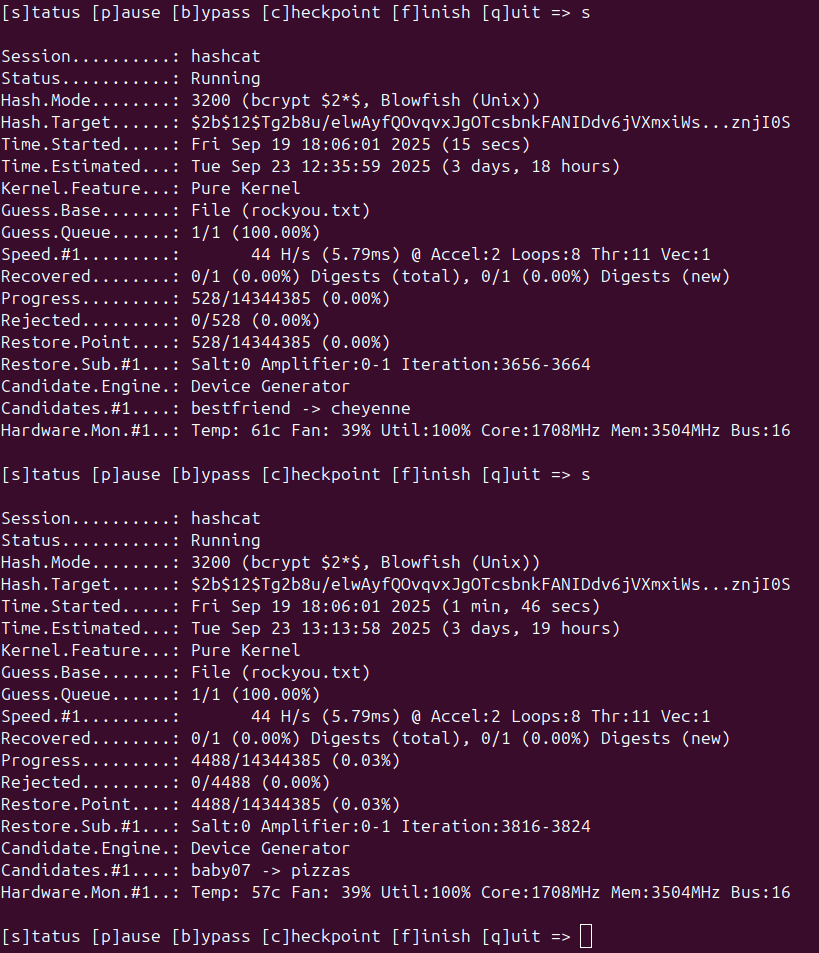 [s]tatus [p]ause [b]ypass [c]heckpoint [f]inish [q]uit => s
Session..........: hashcat
Status...........: Running
Hash.Mode........: 3200 (bcrypt $2*$, Blowfish (Unix))
Hash.Target......: $2b$12$Tg2b8u/elwAyfQOvqvxJgOTcsbnkFANIDdv6jVXmxiWs...znjI0S
Time.Started.....: Fri Sep 19 18:06:01 2025 (15 secs)
Time.Estimated...: Tue Sep 23 12:35:59 2025 (3 days, 18 hours)
Kernel.Feature...: Pure Kernel
Guess.Base.......: File (rockyou.txt)
Guess.Queue......: 1/1 (100.00%)
Speed.#1.........:       44 H/s (5.79ms) @ Accel:2 Loops:8 Thr:11 Vec:1
Recovered........: 0/1 (0.00%) Digests (total), 0/1 (0.00%) Digests (new)
Progress.........: 528/14344385 (0.00%)
Rejected.........: 0/528 (0.00%)
Restore.Point....: 528/14344385 (0.00%)
Restore.Sub.#1...: Salt:0 Amplifier:0-1 Iteration:3656-3664
Candidate.Engine.: Device Generator
Candidates.#1....: bestfriend -> cheyenne
Hardware.Mon.#1..: Temp: 61c Fan: 39% Util:100% Core:1708MHz Mem:3504MHz Bus:16
[s]tatus [p]ause [b]ypass [c]heckpoint [f]inish [q]uit => s
Session..........: hashcat
Status...........: Running
Hash.Mode........: 3200 (bcrypt $2*$, Blowfish (Unix))
Hash.Target......: $2b$12$Tg2b8u/elwAyfQOvqvxJgOTcsbnkFANIDdv6jVXmxiWs...znjI0S
Time.Started.....: Fri Sep 19 18:06:01 2025 (1 min, 46 secs)
Time.Estimated...: Tue Sep 23 13:13:58 2025 (3 days, 19 hours)
Kernel.Feature...: Pure Kernel
Guess.Base.......: File (rockyou.txt)
Guess.Queue......: 1/1 (100.00%)
Speed.#1.........:       44 H/s (5.79ms) @ Accel:2 Loops:8 Thr:11 Vec:1
Recovered........: 0/1 (0.00%) Digests (total), 0/1 (0.00%) Digests (new)
Progress.........: 4488/14344385 (0.03%)
Rejected.........: 0/4488 (0.00%)
Restore.Point....: 4488/14344385 (0.03%)
Restore.Sub.#1...: Salt:0 Amplifier:0-1 Iteration:3816-3824
Candidate.Engine.: Device Generator
Candidates.#1....: baby07 -> pizzas
Hardware.Mon.#1..: Temp: 57c Fan: 39% Util:100% Core:1708MHz Mem:3504MHz Bus:16
[s]tatus [p]ause [b]ypass [c]heckpoint [f]inish [q]uit =>